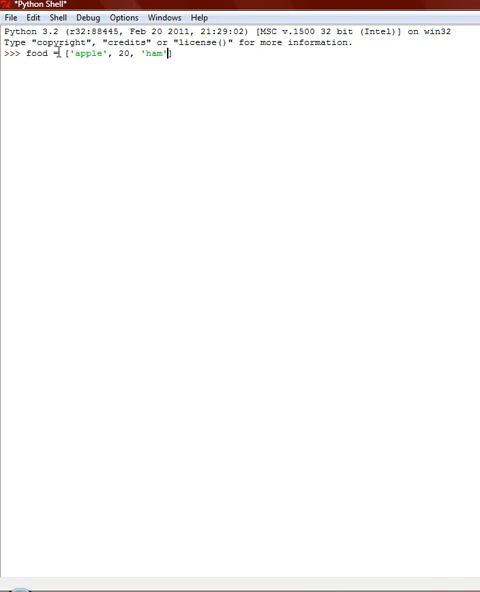 *Python Shell*
File Edit Shell Debug Options Windows Help
Python 3.2 (r32:88445, Feb 20 2011, 21:29:02) [MSC v.1500 32 bit (Intel)] on win32
Type "copyright", "credits" or "license()" for more information.
>>> food = ['apple', 20, 'ham']